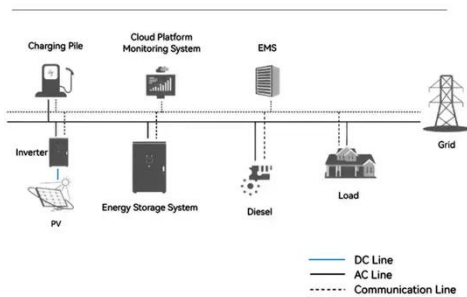 Charging Pile
Cloud Platform
Monitoring System
EMS
Inverter
Grid
PV
Energy Storage System
Diesel
Load
DC Line
AC Line
Communication Line